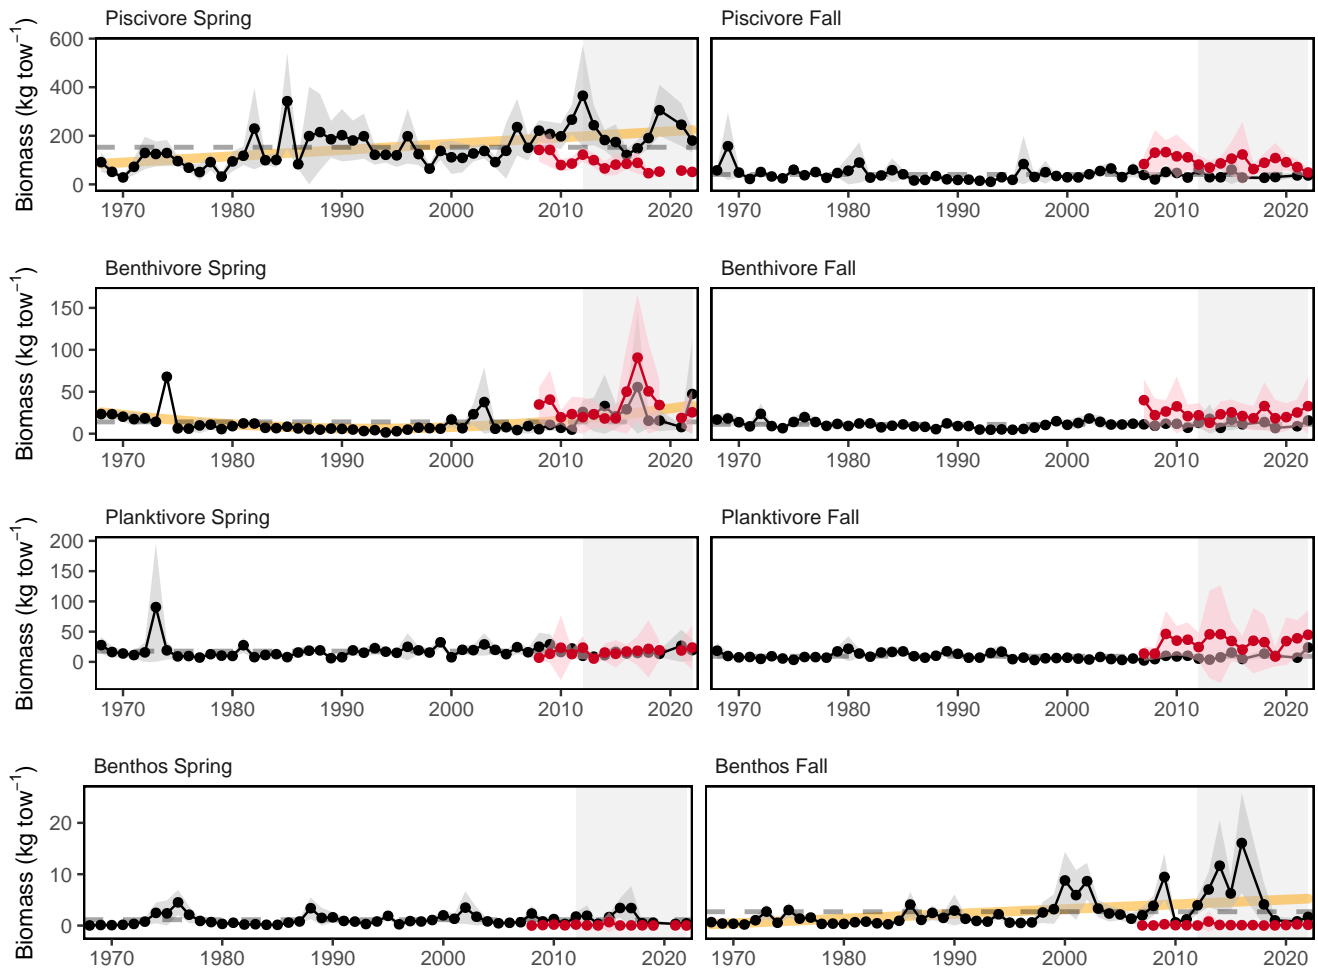 Piscivore Spring
Piscivore Fall
Biomass (kg tow⁻¹)
600
400
200
0
1970 1980 1990 2000 2010 2020
1970 1980 1990 2000 2010 2020
Benthivore Spring
Benthivore Fall
Biomass (kg tow⁻¹)
150
100
50
0
1970 1980 1990 2000 2010 2020
1970 1980 1990 2000 2010 2020
Planktivore Spring
Planktivore Fall
Biomass (kg tow⁻¹)
200
150
100
50
0
1970 1980 1990 2000 2010 2020
1970 1980 1990 2000 2010 2020
Benthos Spring
Benthos Fall
Biomass (kg tow⁻¹)
20
10
0
1970 1980 1990 2000 2010 2020
1970 1980 1990 2000 2010 2020